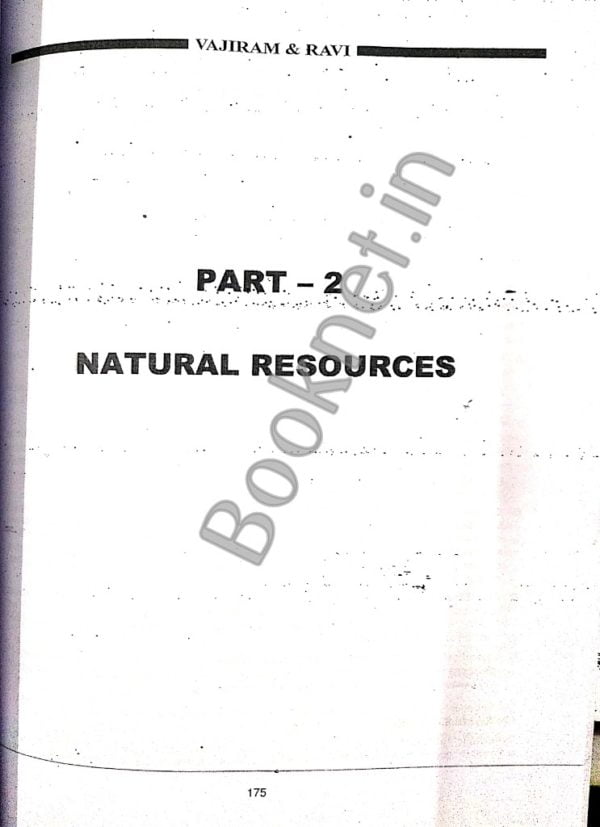 VAJIRAM & RAVI
PART – 2
NATURAL RESOURCES
Booknet.in
175